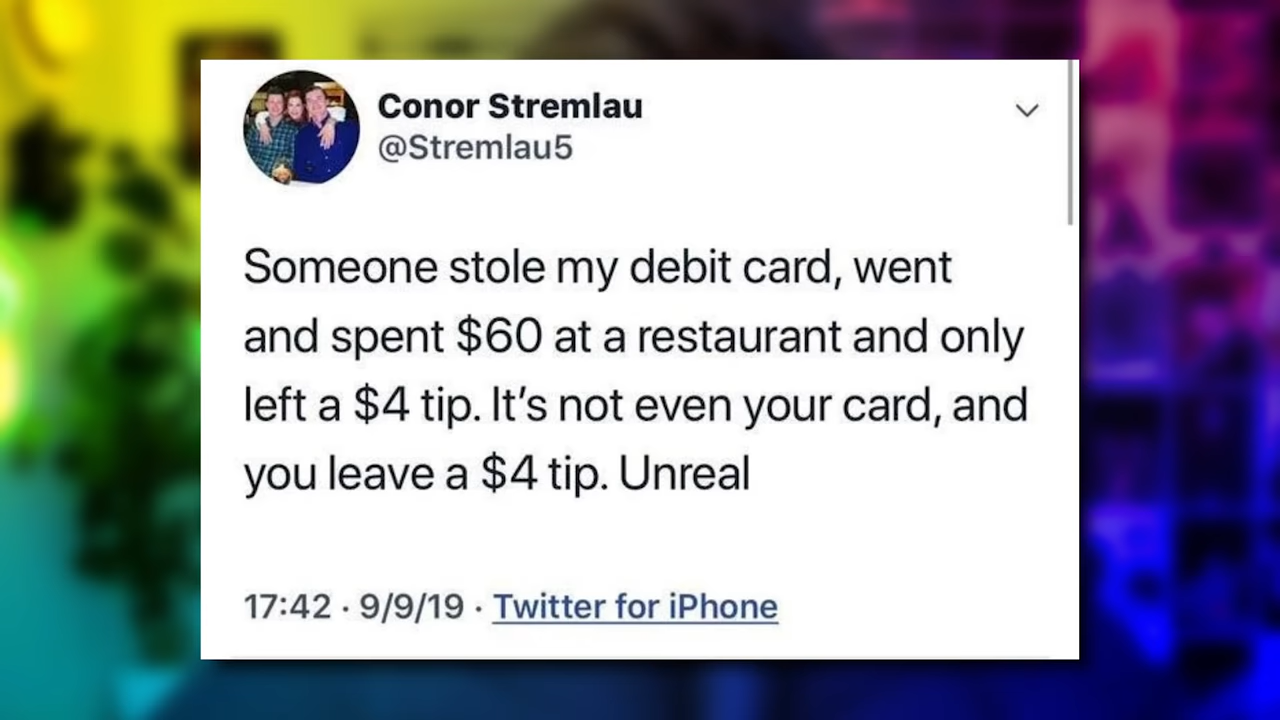 Conor Stremlau
@Stremlau5
Someone stole my debit card, went
and spent $60 at a restaurant and only
left a $4 tip. It’s not even your card, and
you leave a $4 tip. Unreal
17:42 · 9/9/19 · Twitter for iPhone